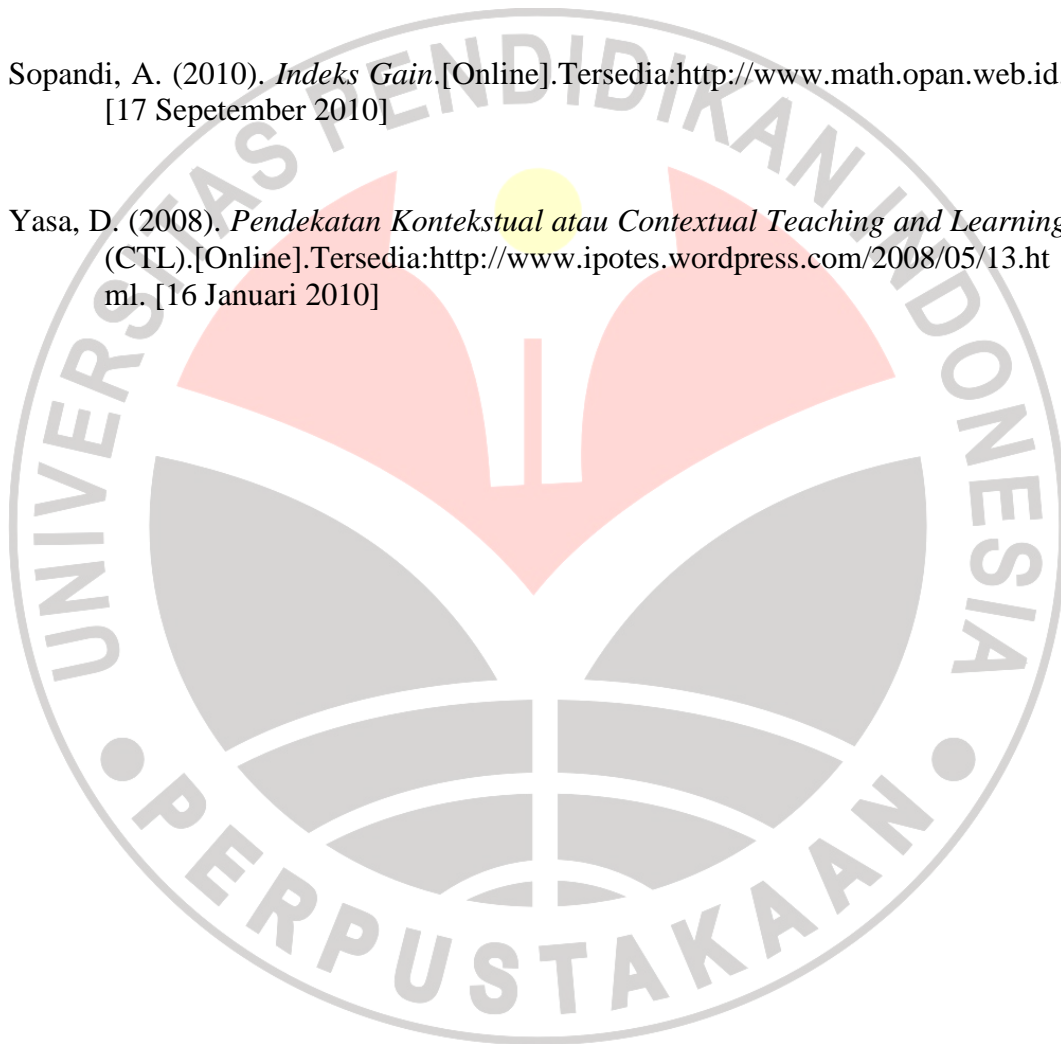 Sopandi, A. (2010). Indeks Gain.[Online].Tersedia:http://www.math.opan.web.id
[17 Sepetember 2010]
Yasa, D. (2008). Pendekatan Kontekstual atau Contextual Teaching and Learning
(CTL).[Online].Tersedia:http://www.ipotes.wordpress.com/2008/05/13.ht
ml. [16 Januari 2010]
UNIVERSITAS PENDIDIKAN INDONESIA
PERPUSTAKAAN